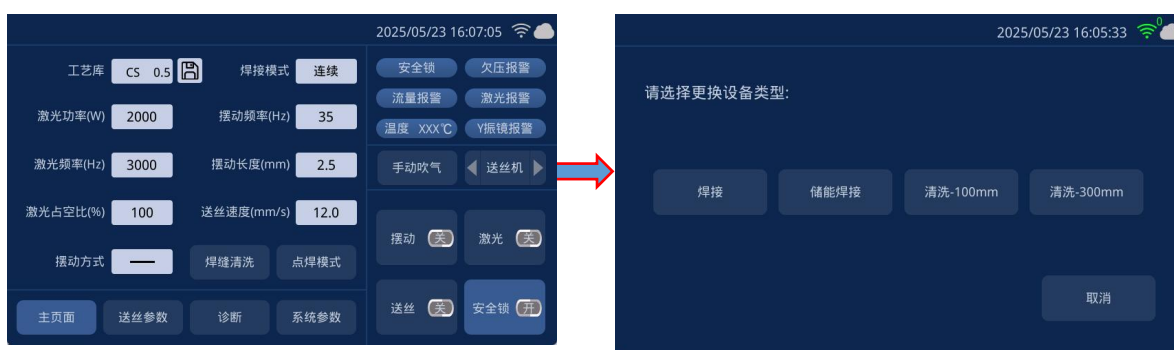 2025/05/23 16:07:05
工艺库 CS 0.5 焊接模式 连续
激光功率(W) 2000 摆动频率(Hz) 35
激光频率(Hz) 3000 摆动长度(mm) 2.5
激光占空比(%) 100 送丝速度(mm/s) 12.0
摆动方式 焊缝清洗 点焊模式
主页面 送丝参数 诊断 系统参数
安全锁 欠压报警
流量报警 激光报警
温度 XXX℃ Y振镜报警
手动吹气 送丝机
摆动 关 激光 关
送丝 关 安全锁 开
2025/05/23 16:05:33 0
请选择更换设备类型:
焊接 储能焊接 清洗-100mm 清洗-300mm
取消